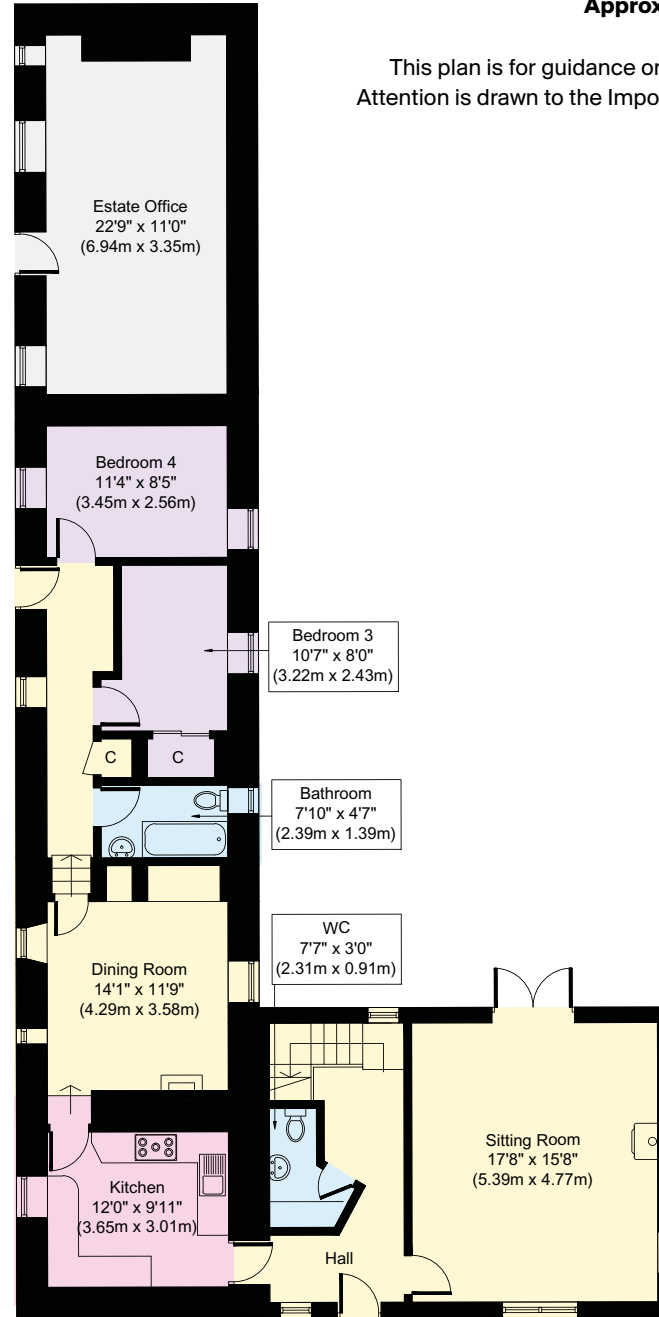 Approx
This plan is for guidance or
Attention is drawn to the Impo
Estate Office
22'9" x 11'0"
(6.94m x 3.35m)
Bedroom 4
11'4" x 8'5"
(3.45m x 2.56m)
Bedroom 3
10'7" x 8'0"
(3.22m x 2.43m)
C
C
Bathroom
7'10" x 4'7"
(2.39m x 1.39m)
WC
7'7" x 3'0"
(2.31m x 0.91m)
Dining Room
14'1" x 11'9"
(4.29m x 3.58m)
Sitting Room
17'8" x 15'8"
(5.39m x 4.77m)
Kitchen
12'0" x 9'11"
(3.65m x 3.01m)
Hall